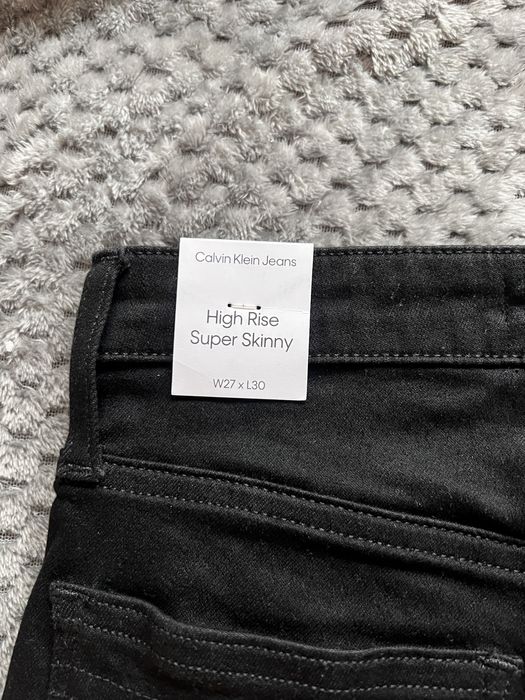 Calvin Klein Jeans
High Rise
Super Skinny
W27 x L30